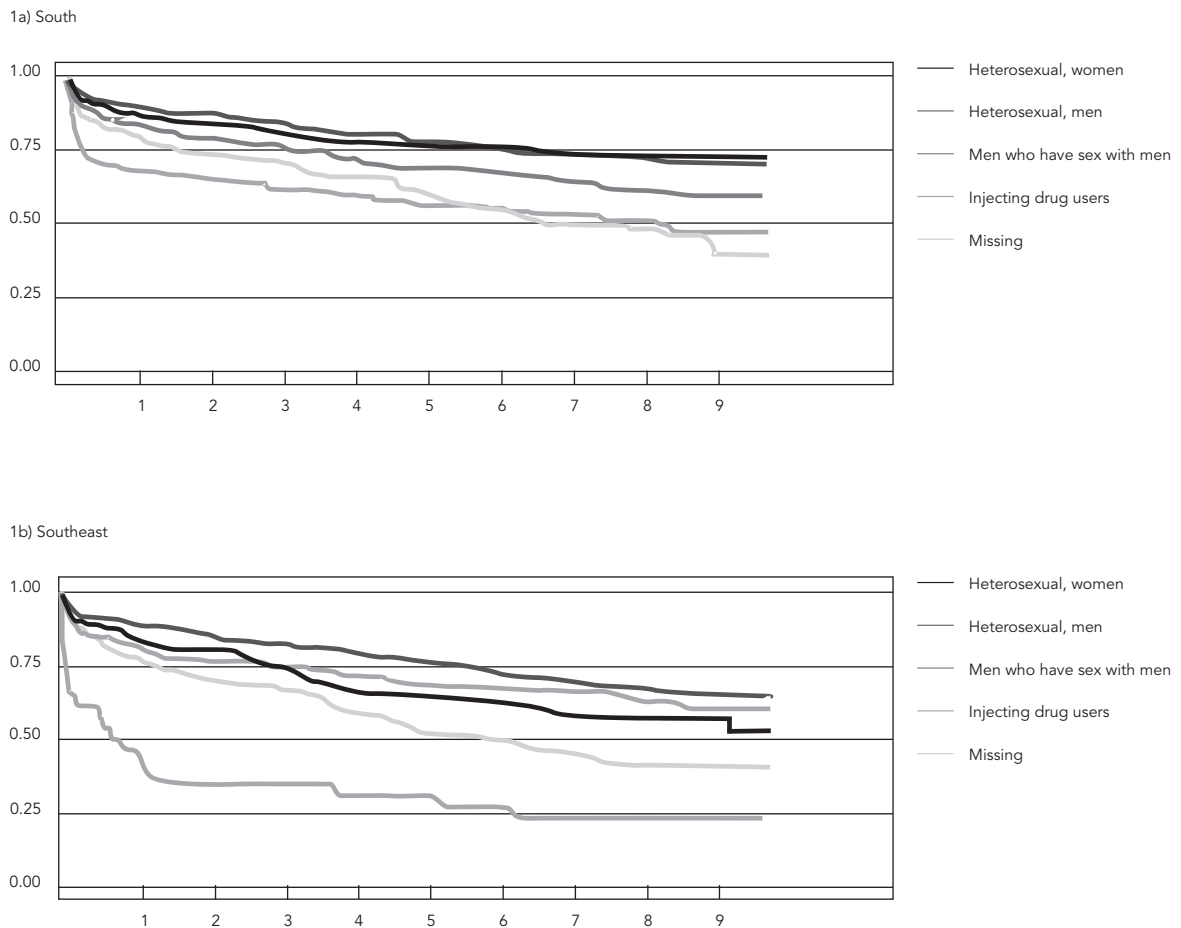 1a) South
1.00
0.75
0.50
0.25
0.00
1 2 3 4 5 6 7 8 9
Heterosexual, women
Heterosexual, men
Men who have sex with men
Injecting drug users
Missing
1b) Southeast
1.00
0.75
0.50
0.25
0.00
1 2 3 4 5 6 7 8 9
Heterosexual, women
Heterosexual, men
Men who have sex with men
Injecting drug users
Missing